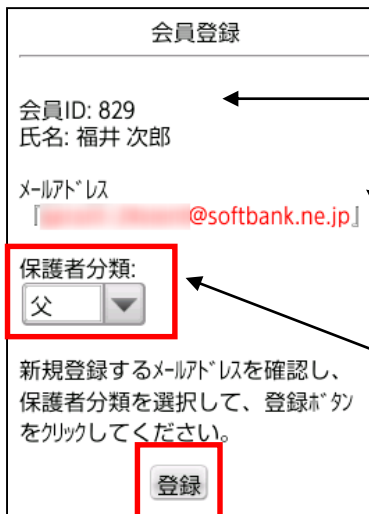 会員登録
会員ID: 829
氏名: 福井 次郎
ﾒｰﾙｱﾄﾞﾚｽ
『@softbank.ne.jp』
保護者分類:
父
新規登録するﾒｰﾙｱﾄﾞﾚｽを確認し、
保護者分類を選択して、登録ﾎﾞﾀﾝ
をｸﾘｯｸしてください。
登録